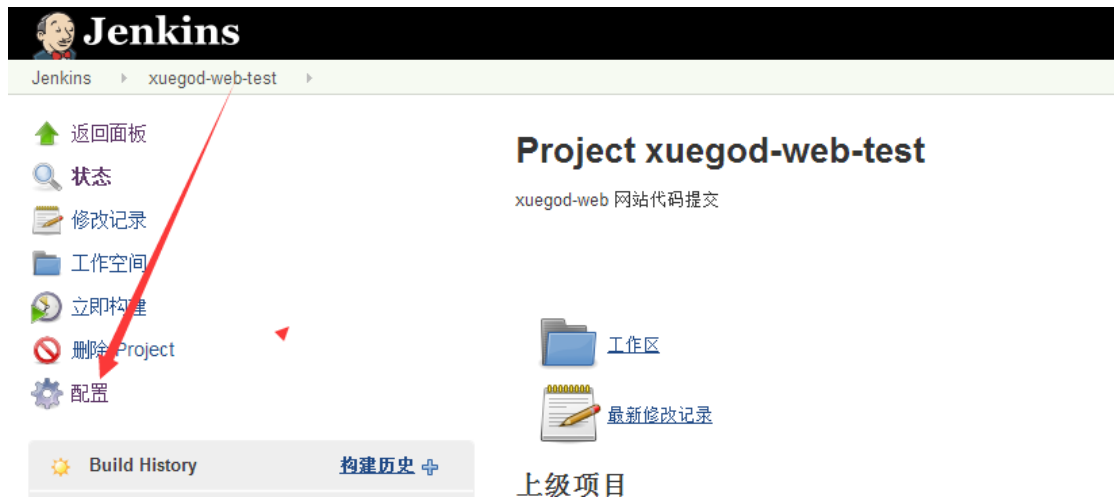 Jenkins
Jenkins xuegod-web-test
返回面板
状态
修改记录
工作空间
立即构建
删除 Project
配置
Build History 构建历史
Project xuegod-web-test
xuegod-web 网站代码提交
工作区
最新修改记录
上级项目